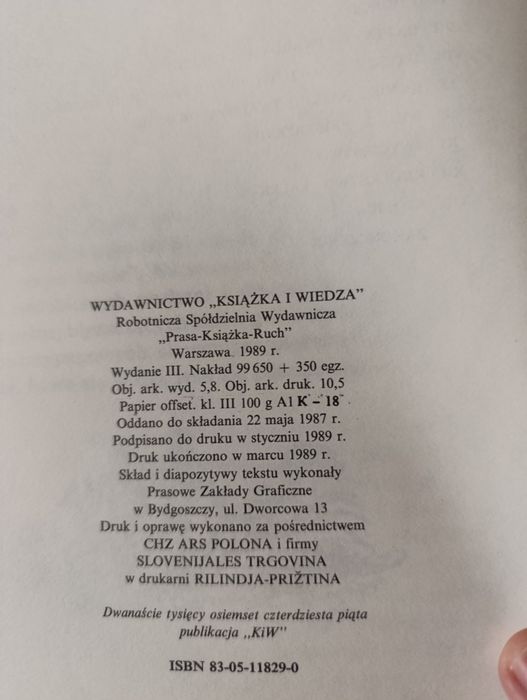 WYDAWNICTWO „KSIĄŻKA I WIEDZA”
Robotnicza Spółdzielnia Wydawnicza
„Prasa-Książka-Ruch”
Warszawa 1989 r.
Wydanie III. Nakład 99 650 + 350 egz.
Obj. ark. wyd. 5,8. Obj. ark. druk. 10,5
Papier offset. kl. III 100 g A1 K – 18
Oddano do składania 22 maja 1987 r.
Podpisano do druku w styczniu 1989 r.
Druk ukończono w marcu 1989 r.
Skład i diapozytywy tekstu wykonały
Prasowe Zakłady Graficzne
w Bydgoszczy, ul. Dworcowa 13
Druk i oprawę wykonano za pośrednictwem
CHZ ARS POLONA i firmy
SLOVENIJALES TRGOVINA
w drukarni RILINDJA-PRIŽTINA
Dwanaście tysięcy osiemset czterdziesta piąta
publikacja „KiW”
ISBN 83-05-11829-0